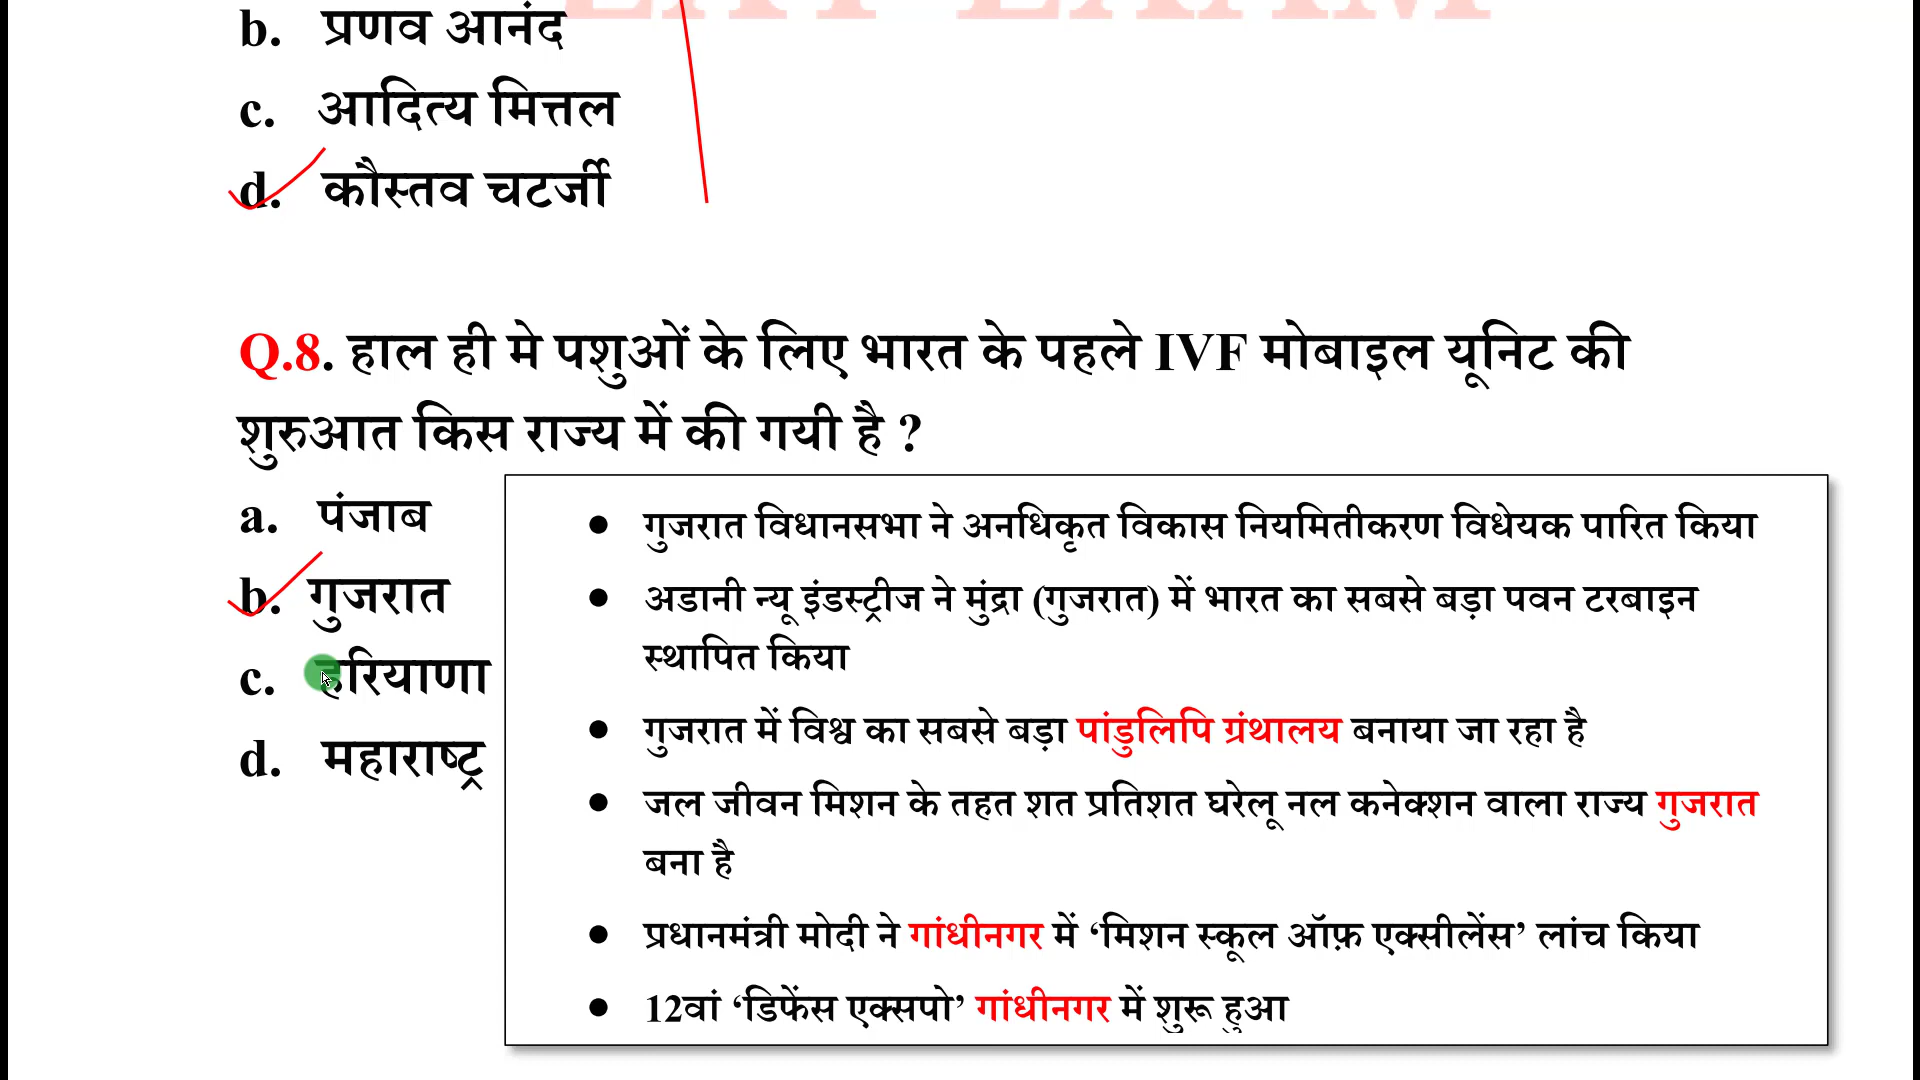 b. प्रणव आनंद
c. आदित्य मित्तल
d. कौस्तव चटर्जी
Q.8. हाल ही मे पशुओं के लिए भारत के पहले IVF मोबाइल यूनिट की
शुरुआत किस राज्य में की गयी है ?
a. पंजाब
b. गुजरात
c. हरियाणा
d. महाराष्ट्र
● गुजरात विधानसभा ने अनधिकृत विकास नियमितीकरण विधेयक पारित किया
● अडानी न्यू इंडस्ट्रीज ने मुंद्रा (गुजरात) में भारत का सबसे बड़ा पवन टरबाइन
स्थापित किया
● गुजरात में विश्व का सबसे बड़ा पांडुलिपि ग्रंथालय बनाया जा रहा है
● जल जीवन मिशन के तहत शत प्रतिशत घरेलू नल कनेक्शन वाला राज्य गुजरात
बना है
● प्रधानमंत्री मोदी ने गांधीनगर में ‘मिशन स्कूल ऑफ़ एक्सीलेंस’ लांच किया
● 12वां ‘डिफेंस एक्सपो’ गांधीनगर में शुरू हुआ